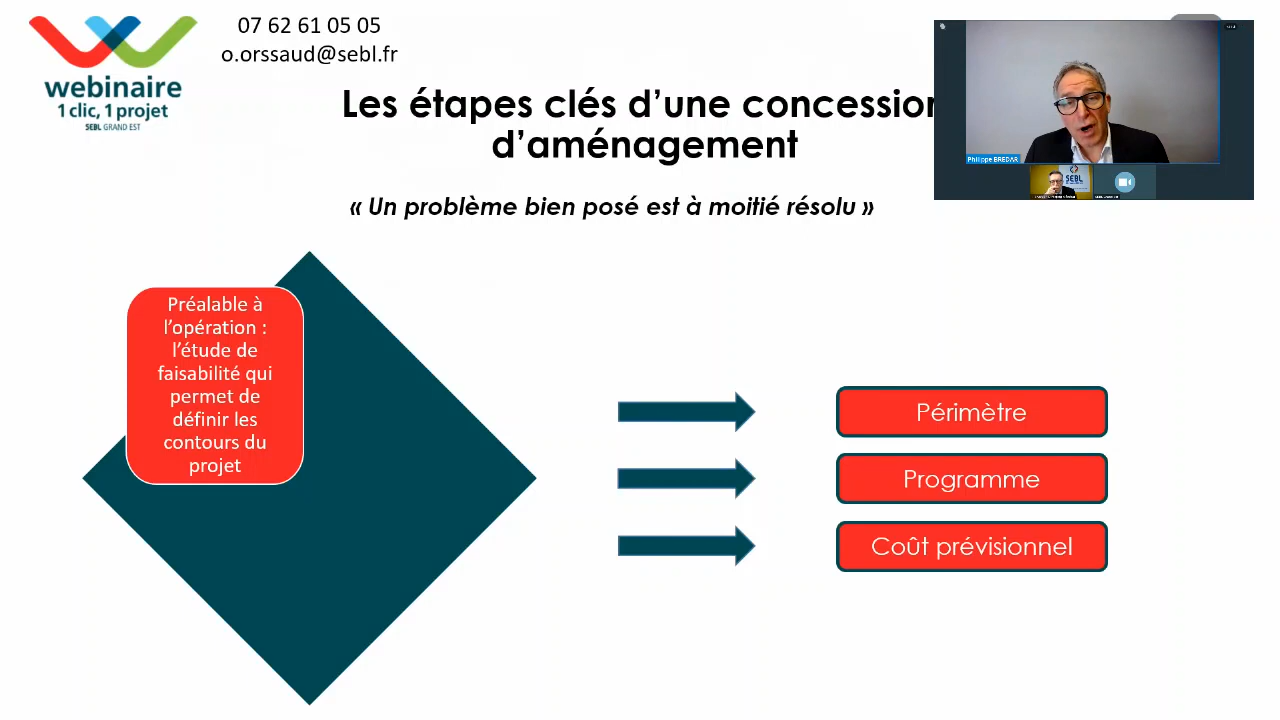 07 62 61 05 05
o.orssaud@sebl.fr
webinaire
1 clic, 1 projet
SEBL GRAND EST
Les étapes clés d’une concession
d’aménagement
« Un problème bien posé est à moitié résolu »
Philippe BREDAR
SEBL
Préalable à
l’opération :
l’étude de
faisabilité qui
permet de
définir les
contours du
projet
Périmètre
Programme
Coût prévisionnel